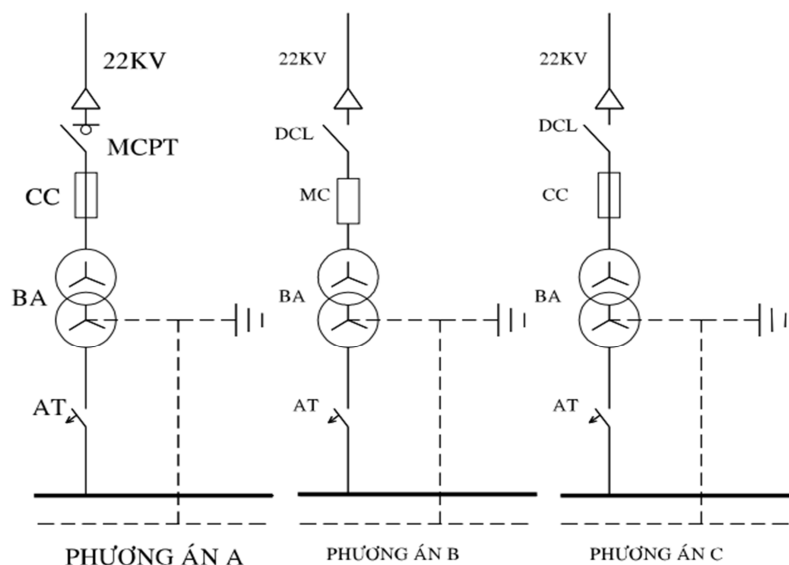 22KV
MCPT
CC
BA
AT
PHƯƠNG ÁN A
22KV
DCL
MC
BA
AT
PHƯƠNG ÁN B
22KV
DCL
CC
BA
AT
PHƯƠNG ÁN C